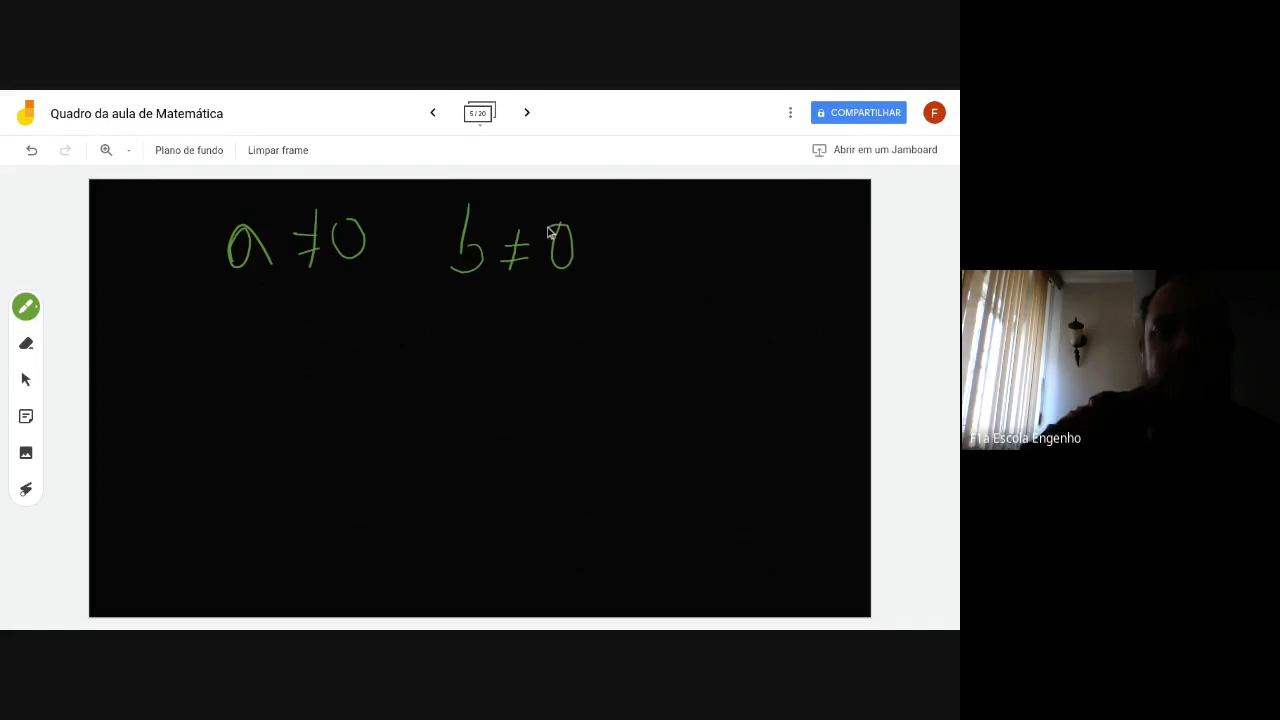 Quadro da aula de Matemática
5 / 20
COMPARTILHAR
F
Plano de fundo
Limpar frame
Abrir em um Jamboard
a ≠ 0 b ≠ 0
F1a Escola Engenho